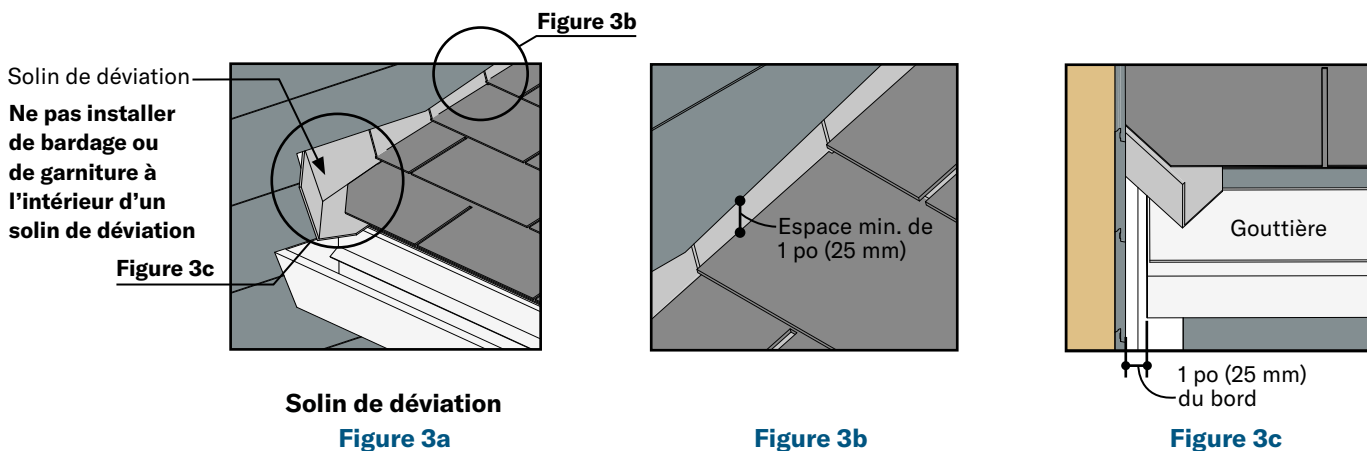 Figure 3b
Solin de déviation
Ne pas installer
de bardage ou
de garniture à
l’intérieur d’un
solin de déviation
Figure 3c
Espace min. de
1 po (25 mm)
Gouttière
1 po (25 mm)
du bord
Solin de déviation
Figure 3a
Figure 3b
Figure 3c